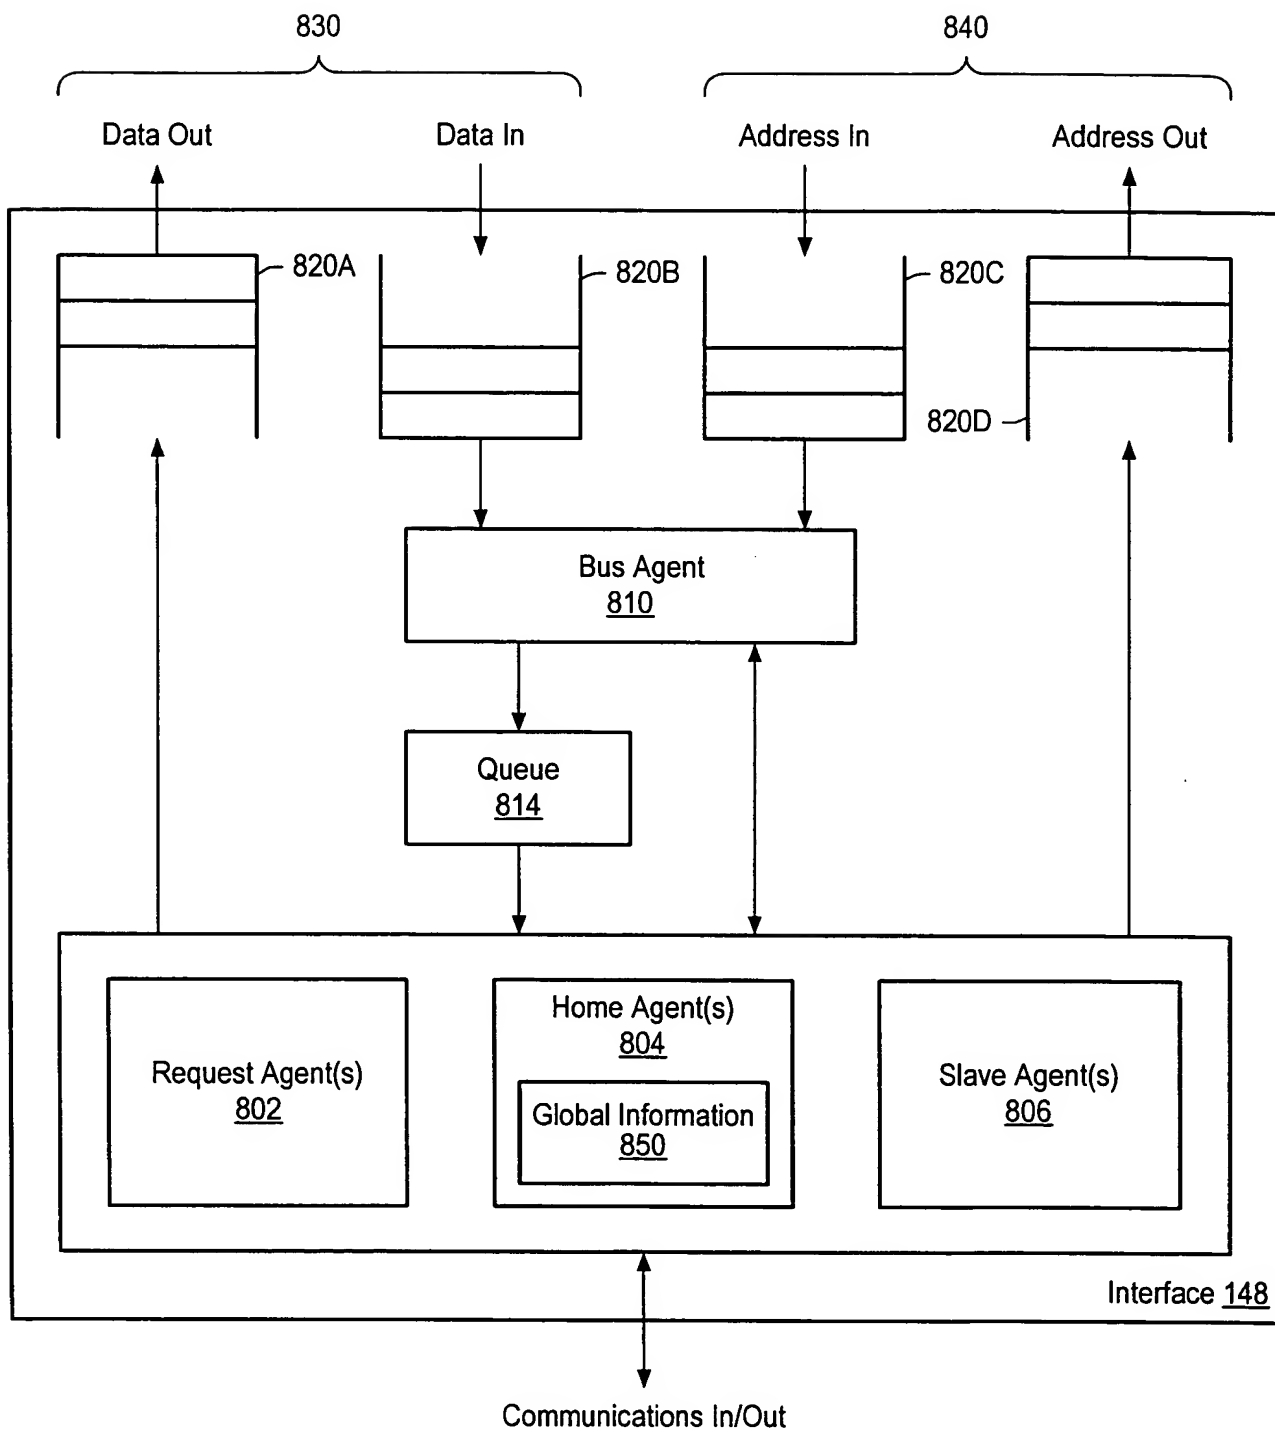 830
840
Data Out
Data In
Address In
Address Out
820A
820B
820C
820D
Bus Agent
810
Queue
814
Home Agent(s)
804
Request Agent(s)
802
Slave Agent(s)
806
Global Information
850
Interface 148
Communications In/Out